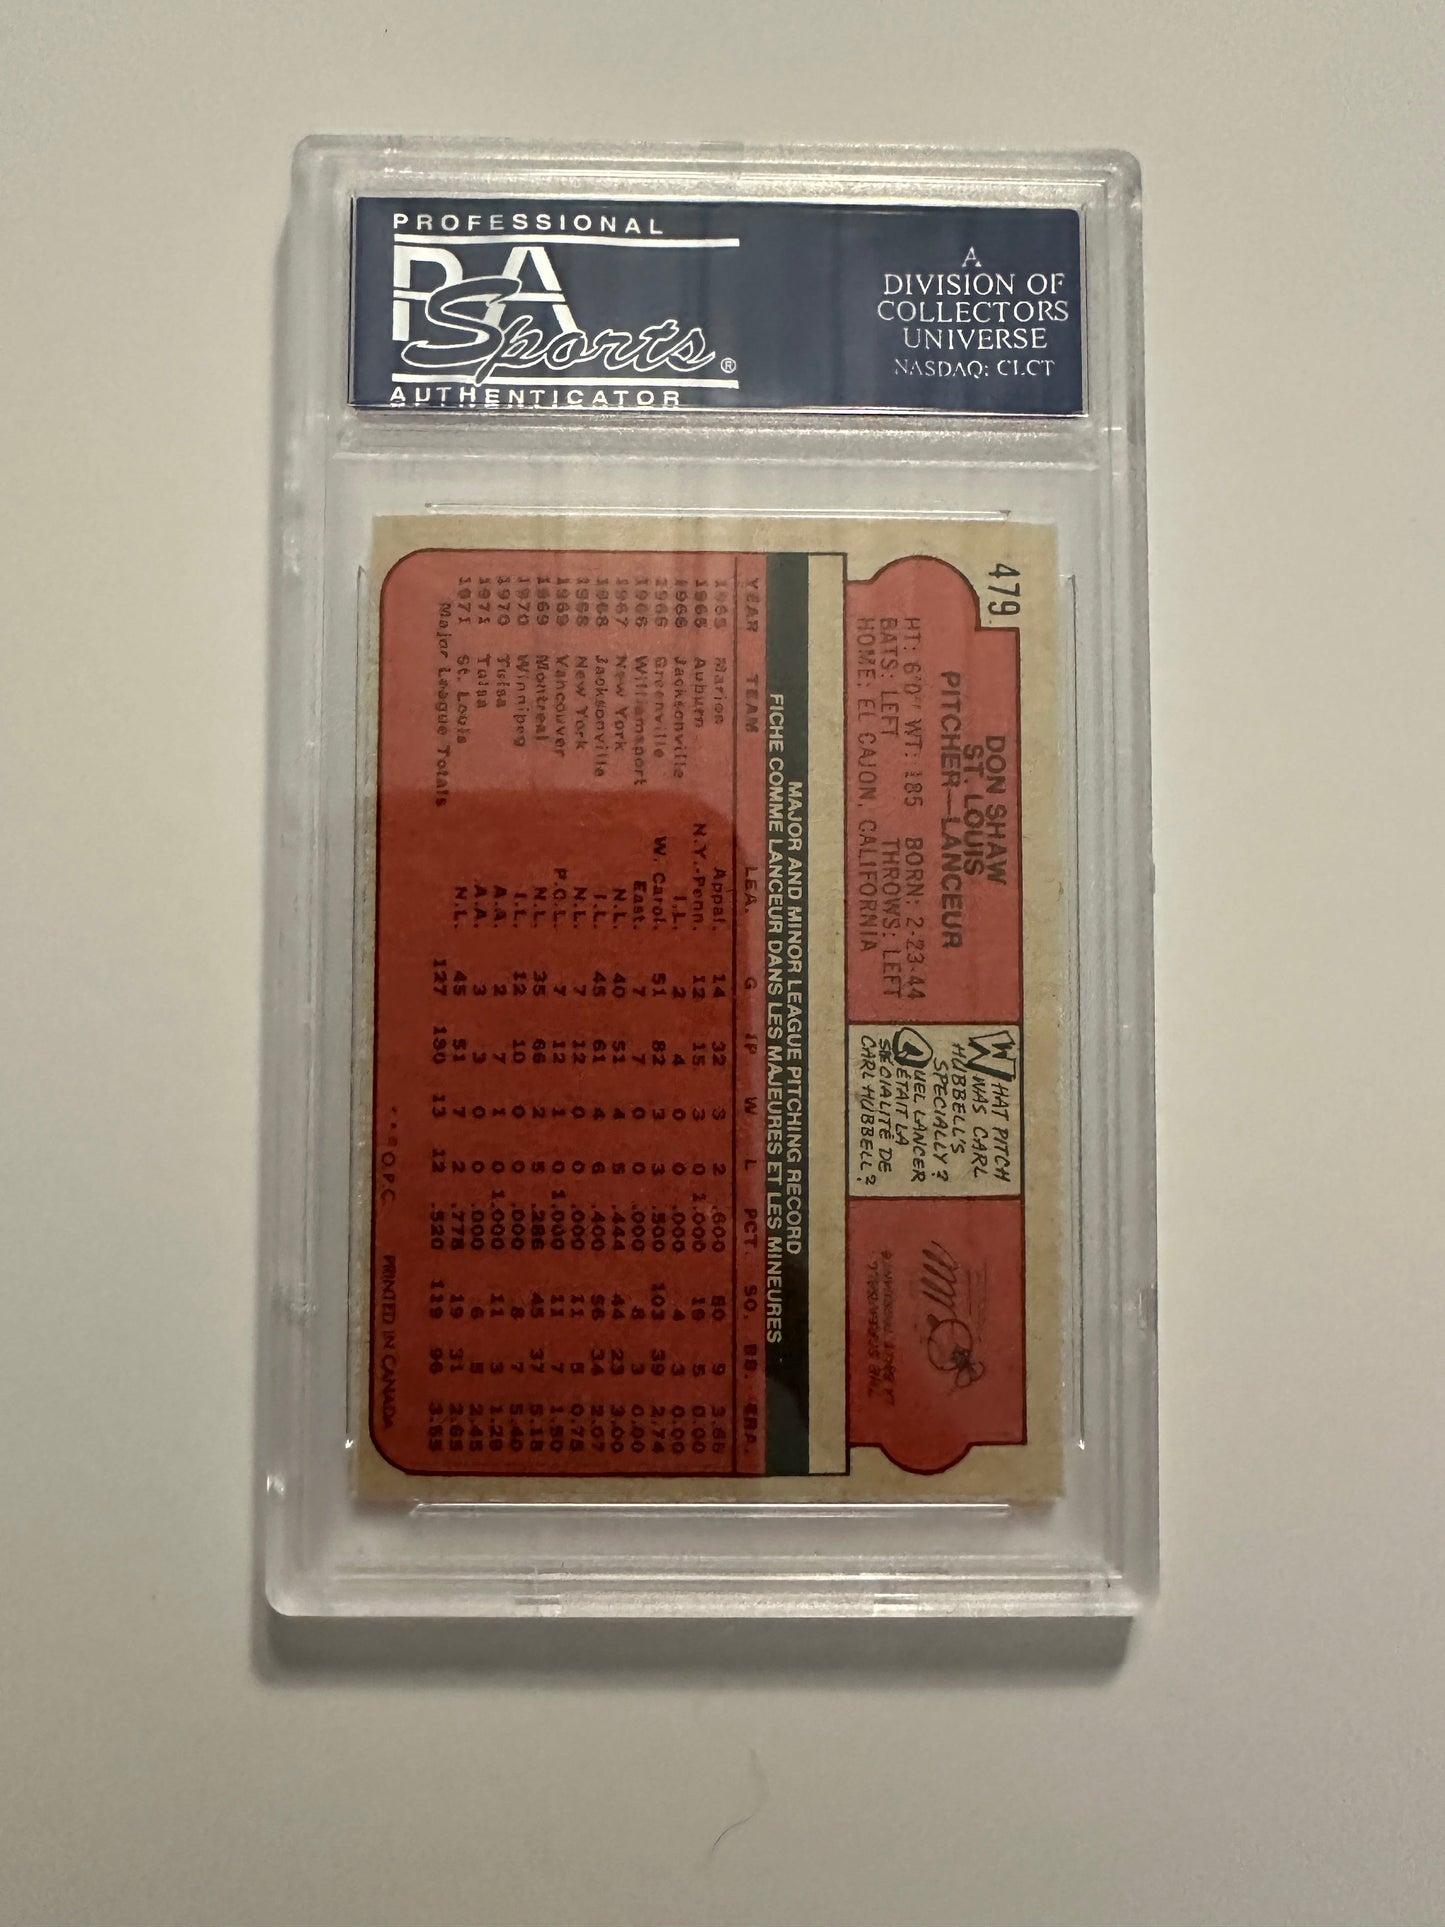 PROFESSIONAL
PSA
Sports®
AUTHENTICATOR
A
DIVISION OF
COLLECTORS
UNIVERSE
NASDAQ: CLCT
479
DON SHAW
ST. LOUIS
PITCHER—LANCEUR
HT: 6'0" WT: 185 BORN: 2-23-44
BATS: LEFT THROWS: LEFT
HOME: EL CAJON, CALIFORNIA
WHAT PITCH
WAS CARL
HUBBELL'S
SPECIALLY?
QUEL LANCER
ÉTAIT LA
SPÉCIALITÉ DE
CARL HUBBELL?
MAJOR AND MINOR LEAGUE PITCHING RECORD
FICHE COMME LANCEUR DANS LES MAJEURES ET LES MINEURES
YEAR TEAM LEA. G IP W L PCT. SO. BB. ERA.
1965 Marion Appal. 14 32 3 2 .600 50 9 3.66
1965 Auburn N.Y.-Penn. 12 15 3 0 1.000 19 5 0.00
1966 Jacksonville I.L. 2 4 0 0 .000 4 3 0.00
1966 Greenville W. Carol. 51 82 3 3 .500 103 39 2.74
1966 Williamsport East. 7 7 0 0 .000 8 3 0.00
1967 New York N.L. 40 51 4 5 .444 44 23 3.00
1968 Jacksonville I.L. 45 61 4 6 .400 56 34 2.07
1968 New York N.L. 7 12 0 0 .000 11 5 0.75
1969 Vancouver P.C.L. 7 12 1 0 1.000 11 7 1.50
1969 Montreal N.L. 35 66 2 5 .286 45 37 5.18
1970 Winnipeg I.L. 12 10 0 0 .000 8 7 5.40
1970 Tulsa A.A. 2 7 1 0 1.000 11 3 1.29
1971 Tulsa A.A. 3 3 0 0 .000 6 5 2.45
1971 St. Louis N.L. 45 51 7 2 .778 19 31 2.65
Major League Totals 127 180 13 12 .520 119 96 3.55
O.P.C. PRINTED IN CANADA